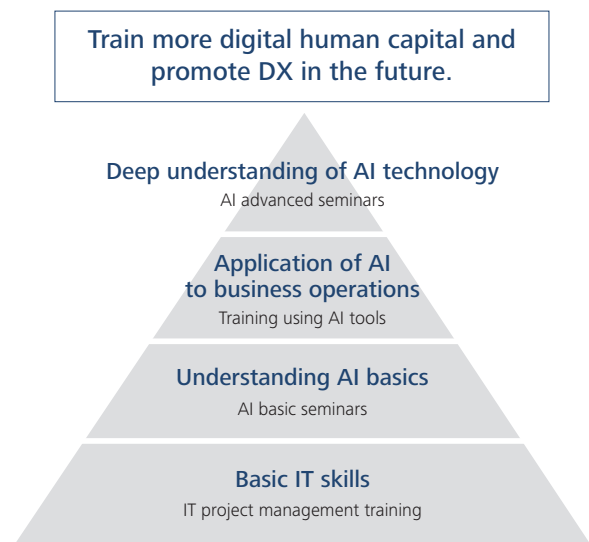 Train more digital human capital and
promote DX in the future.
Deep understanding of AI technology
AI advanced seminars
Application of AI
to business operations
Training using AI tools
Understanding AI basics
AI basic seminars
Basic IT skills
IT project management training